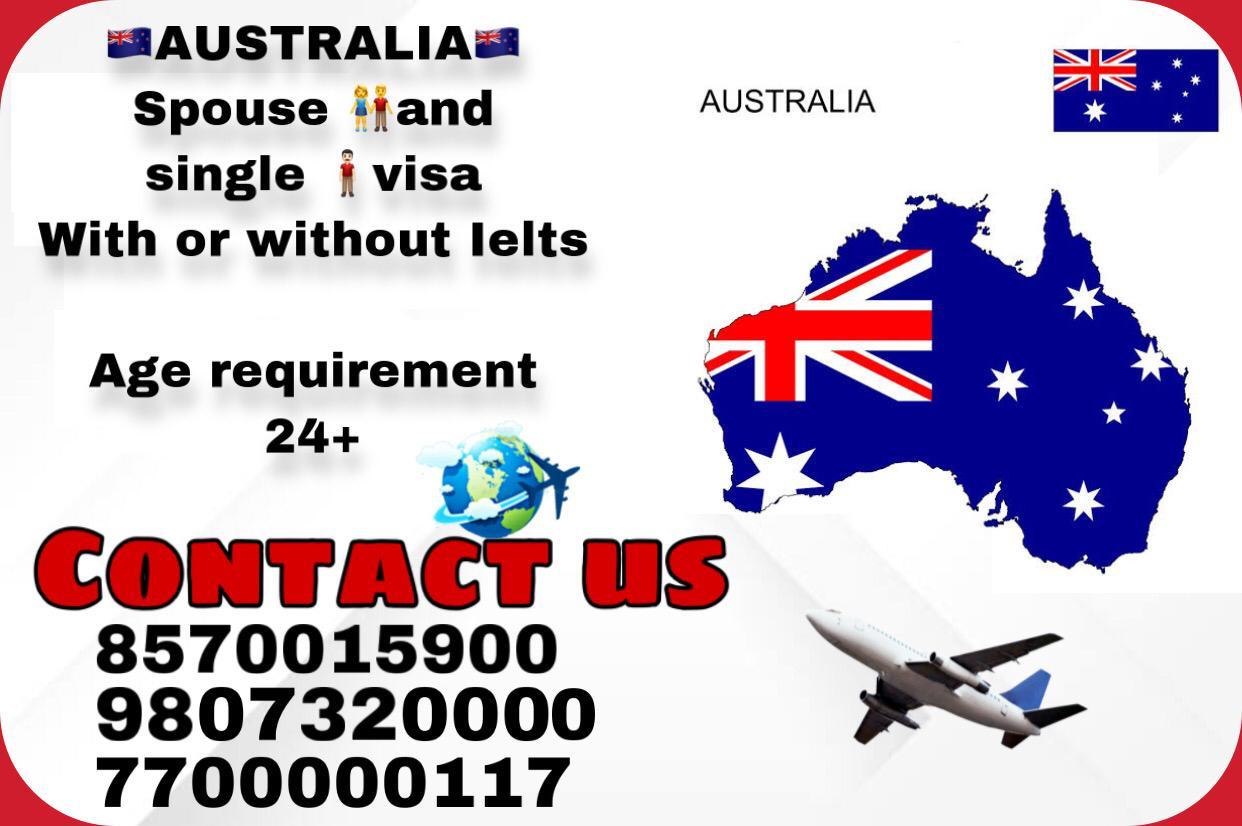 🇳🇿AUSTRALIA🇳🇿
Spouse 👫and
single 🧍🏻‍♂️visa
With or without Ielts
Age requirement
24+
Contact us
8570015900
9807320000
7700000117
AUSTRALIA